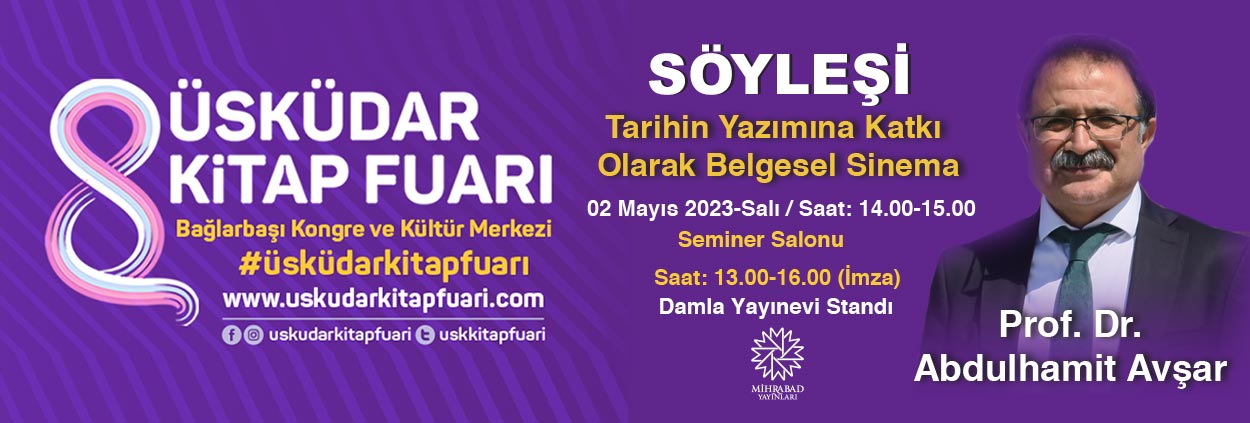 8
ÜSKÜDAR
KİTAP FUARI
Bağlarbaşı Kongre ve Kültür Merkezi
#üsküdarkitapfuarı
www.uskudarkitapfuari.com
uskudarkitapfuari uskkitapfuari
SÖYLEŞİ
Tarihin Yazımına Katkı
Olarak Belgesel Sinema
02 Mayıs 2023-Salı / Saat: 14.00-15.00
Seminer Salonu
Saat: 13.00-16.00 (İmza)
Damla Yayınevi Standı
MİHRABAD
YAYINLARI
Prof. Dr.
Abdulhamit Avşar